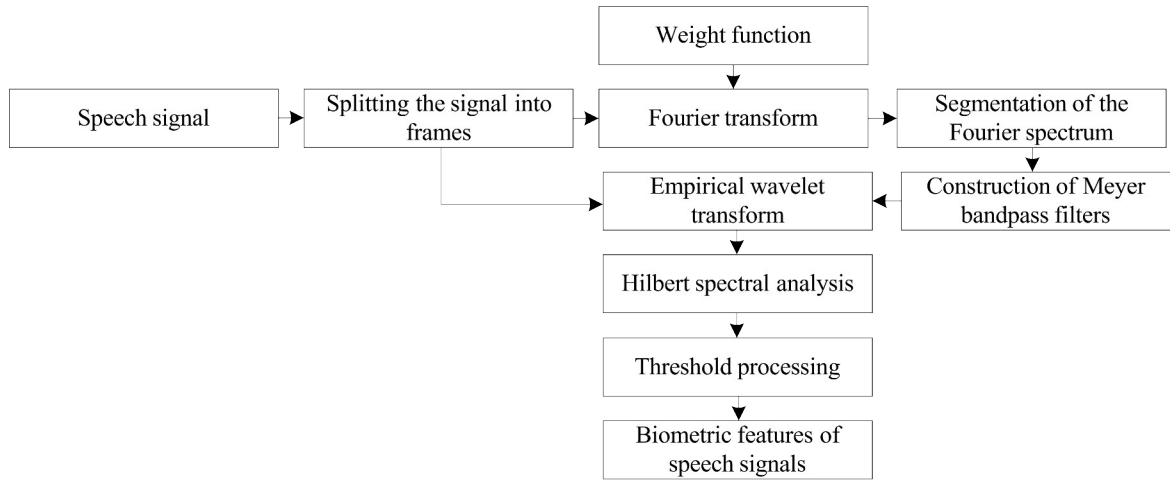 Weight function
Speech signal
Splitting the signal into
frames
Fourier transform
Segmentation of the
Fourier spectrum
Empirical wavelet
transform
Construction of Meyer
bandpass filters
Hilbert spectral analysis
Threshold processing
Biometric features of
speech signals